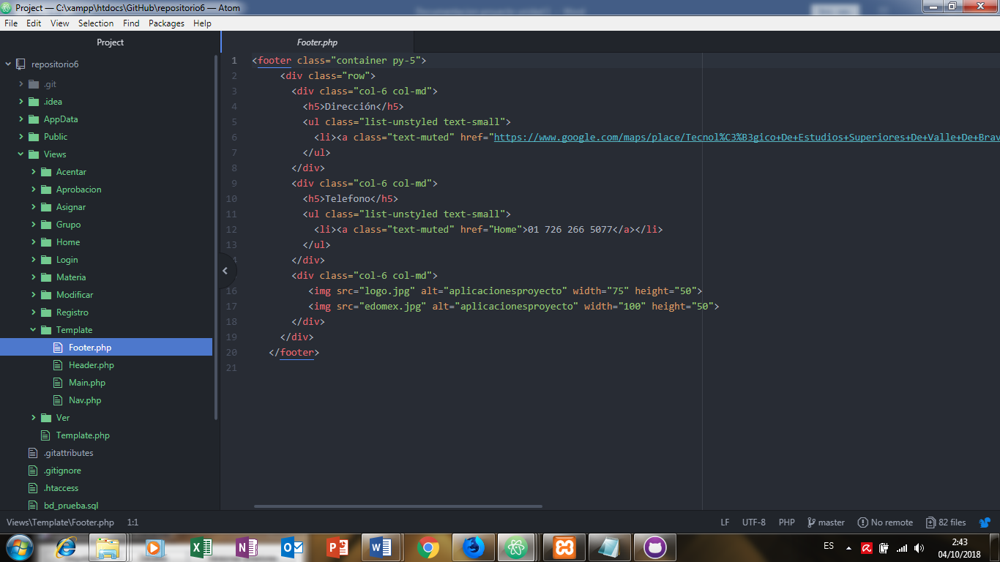 Project — C:\xampp\htdocs\GitHub\repositorio6 — Atom
File Edit View Selection Find Packages Help
Project
repositorio6
.git
.idea
AppData
Public
Views
Acentar
Aprobacion
Asignar
Grupo
Home
Login
Materia
Modificar
Registro
Template
Footer.php
Header.php
Main.php
Nav.php
Ver
Template.php
.gitattributes
.gitignore
.htaccess
bd_prueba.sql
Footer.php
1 <footer class="container py-5">
2 <div class="row">
3 <div class="col-6 col-md">
4 <h5>Dirección</h5>
5 <ul class="list-unstyled text-small">
6 <li><a class="text-muted" href="https://www.google.com/maps/place/Tecnol%C3%B3gico+De+Estudios+Superiores+De+Valle+De+Brav
7 </ul>
8 </div>
9 <div class="col-6 col-md">
10 <h5>Telefono</h5>
11 <ul class="list-unstyled text-small">
12 <li><a class="text-muted" href="Home">01 726 266 5077</a></li>
13 </ul>
4 </div>
<div class="col-6 col-md">
16 <img src="logo.jpg" alt="aplicacionesproyecto" width="75" height="50">
17 <img src="edomex.jpg" alt="aplicacionesproyecto" width="100" height="50">
18 </div>
19 </div>
20 </footer>
21
Views\Template\Footer.php 1:1 LF UTF-8 PHP master No remote 82 files
ES 2:43
04/10/2018